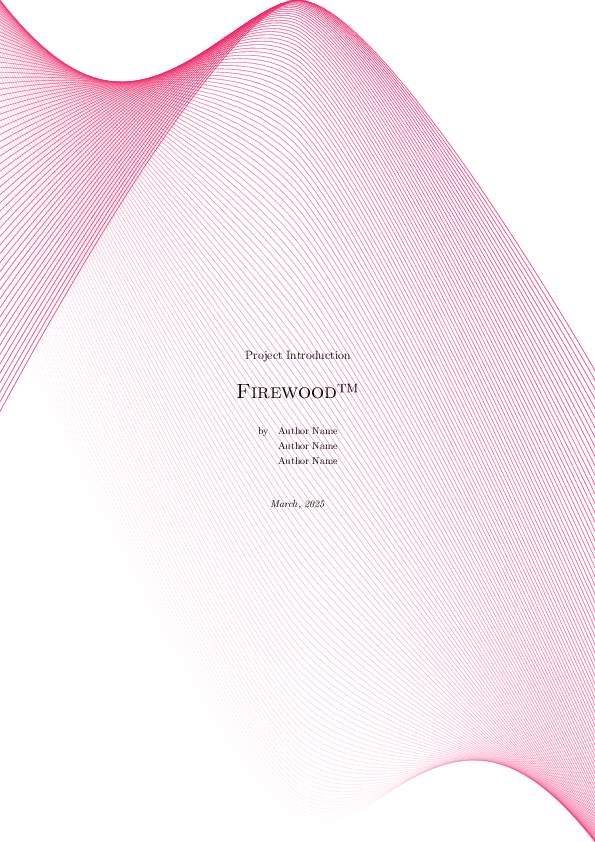 Project Introduction
Firewood™
by Author Name
Author Name
Author Name
March, 2025